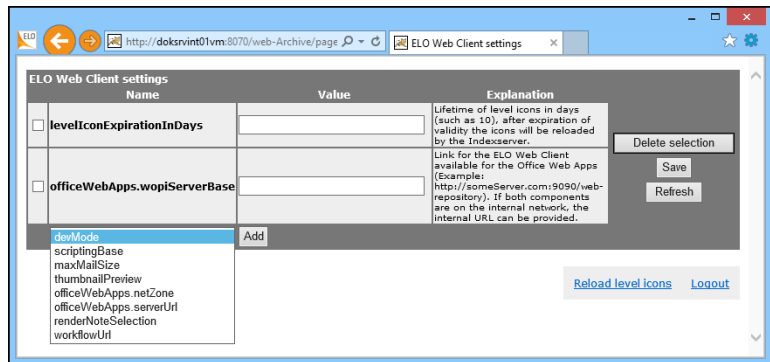 ELO
http://doksrvint01vm:8070/web-Archive/page
ELO Web Client settings
ELO Web Client settings
Name
Value
Explanation
levelIconExpirationInDays
Lifetime of level icons in days
(such as 10), after expiration of
validity the icons will be reloaded
by the Indexserver.
officeWebApps.wopiServerBase
Link for the ELO Web Client
available for the Office Web Apps
(Example:
http://someServer.com:9090/web-
repository). If both components
are on the internal network, the
internal URL can be provided.
Delete selection
Save
Refresh
devMode
scriptingBase
maxMailSize
thumbnailPreview
officeWebApps.netZone
officeWebApps.serverUrl
renderNoteSelection
workflowUrl
Add
Reload level icons
Logout